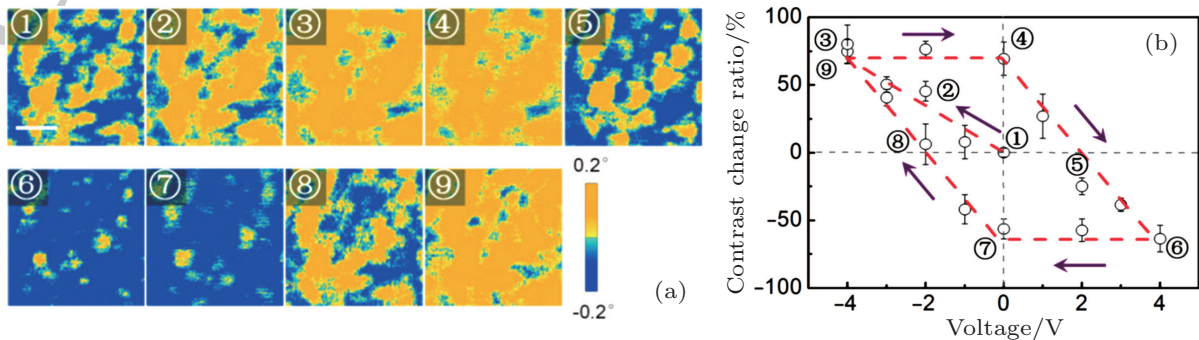 ① ② ③ ④ ⑤
⑥ ⑦ ⑧ ⑨
0.2°
-0.2°
(a)
Contrast change ratio/%
100
50
0
-50
-100
(b)
③ ④
⑨
②
①
⑧
⑤
⑦ ⑥
-4 -2 0 2 4
Voltage/V